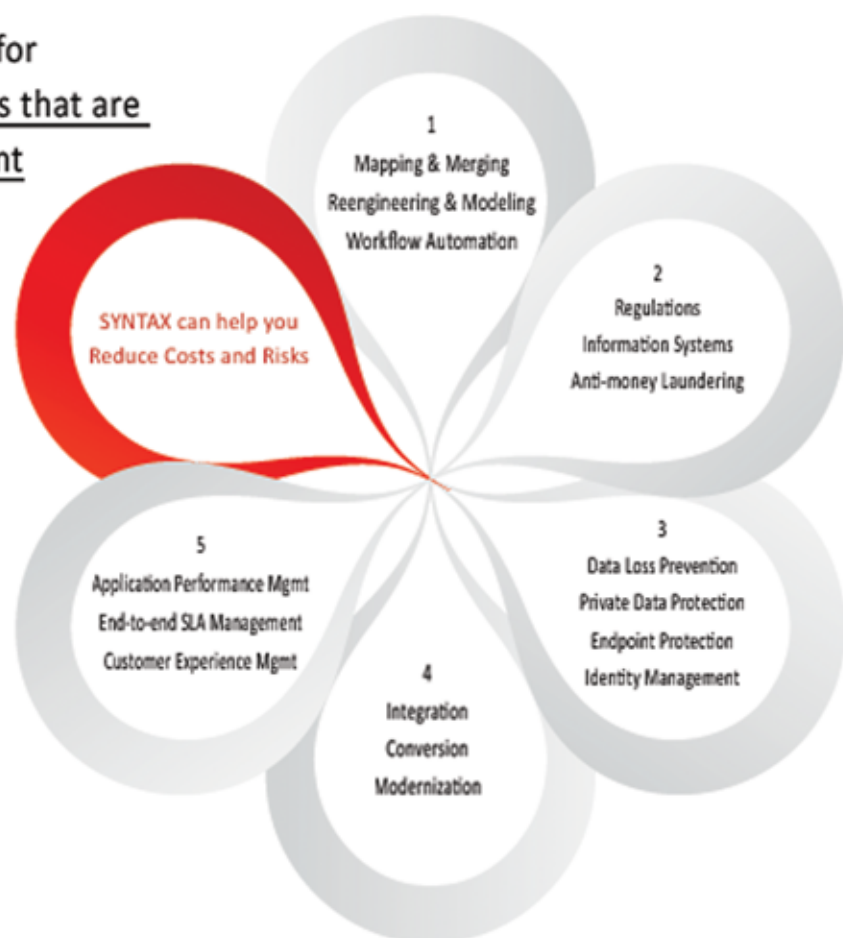 for
s that are
nt
1
Mapping & Merging
Reengineering & Modeling
Workflow Automation
2
Regulations
Information Systems
Anti-money Laundering
3
Data Loss Prevention
Private Data Protection
Endpoint Protection
Identity Management
4
Integration
Conversion
Modernization
5
Application Performance Mgmt
End-to-end SLA Management
Customer Experience Mgmt
SYNTAX can help you
Reduce Costs and Risks